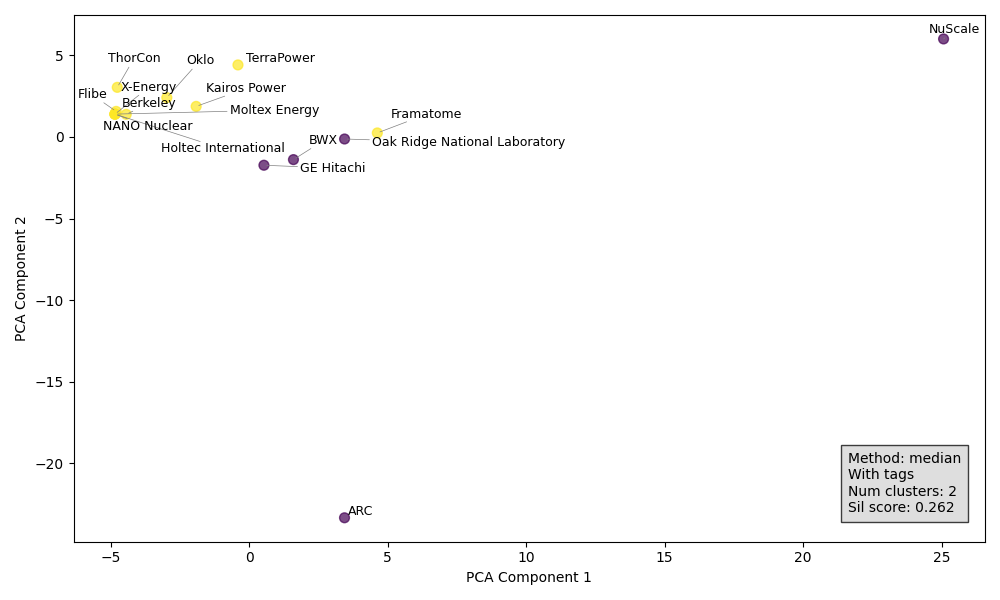 NuScale
ThorCon
Oklo
TerraPower
Flibe
X-Energy
Kairos Power
Berkeley
Moltex Energy
Framatome
NANO Nuclear
Holtec International
BWX
Oak Ridge National Laboratory
GE Hitachi
ARC
5
0
−5
−10
−15
−20
PCA Component 2
−5
0
5
10
15
20
25
PCA Component 1
Method: median
With tags
Num clusters: 2
Sil score: 0.262